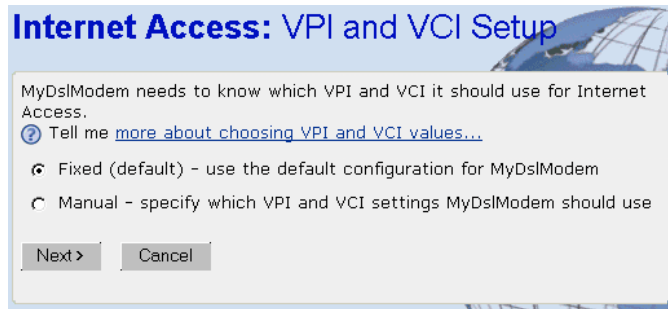 Internet Access: VPI and VCI Setup
MyDslModem needs to know which VPI and VCI it should use for Internet
Access.
? Tell me more about choosing VPI and VCI values...
Fixed (default) - use the default configuration for MyDslModem
Manual - specify which VPI and VCI settings MyDslModem should use
Next> Cancel